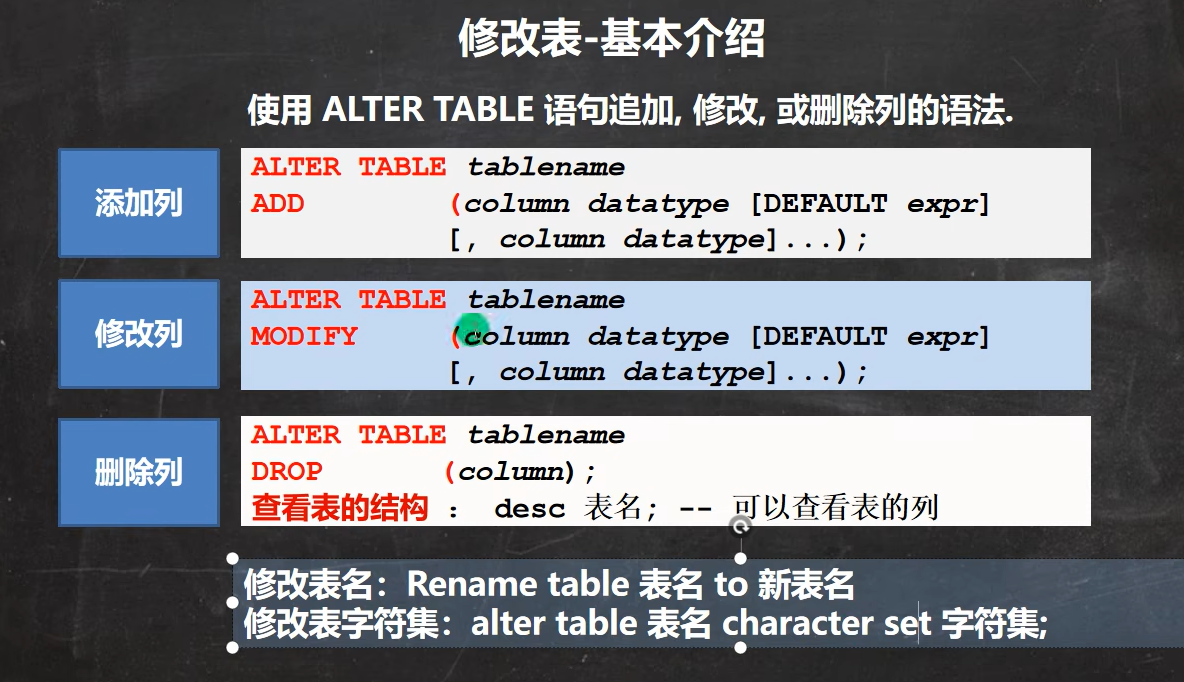 修改表-基本介绍
使用 ALTER TABLE 语句追加, 修改, 或删除列的语法.
添加列
ALTER TABLE tablename
ADD (column datatype [DEFAULT expr]
[, column datatype]...);
修改列
ALTER TABLE tablename
MODIFY (column datatype [DEFAULT expr]
[, column datatype]...);
删除列
ALTER TABLE tablename
DROP (column);
查看表的结构 : desc 表名; -- 可以查看表的列
修改表名：Rename table 表名 to 新表名
修改表字符集：alter table 表名 character set 字符集;